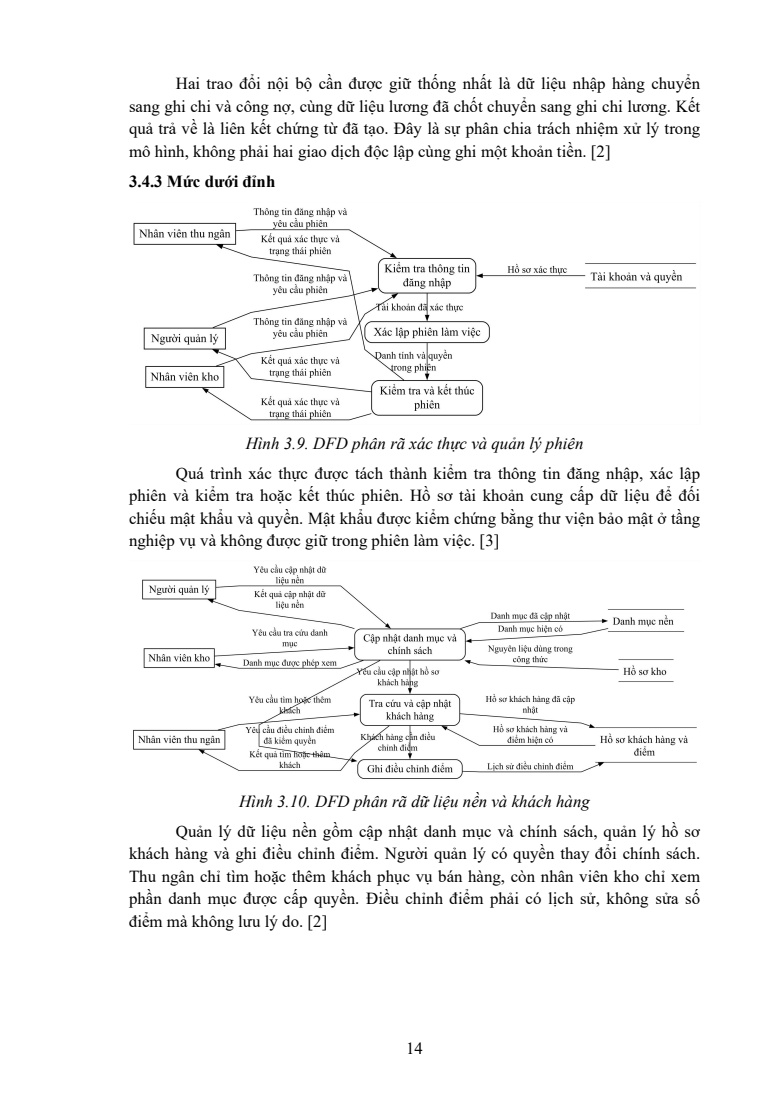 Hai trao đổi nội bộ cần được giữ thống nhất là dữ liệu nhập hàng chuyển
sang ghi chi và công nợ, cùng dữ liệu lương đã chốt chuyển sang ghi chi lương. Kết
quả trả về là liên kết chứng từ đã tạo. Đây là sự phân chia trách nhiệm xử lý trong
mô hình, không phải hai giao dịch độc lập cùng ghi một khoản tiền. [2]
3.4.3 Mức dưới đỉnh
Thông tin đăng nhập và
yêu cầu phiên
Nhân viên thu ngân
Kết quả xác thực và
trạng thái phiên
Kiểm tra thông tin
đăng nhập
Hồ sơ xác thực
Tài khoản và quyền
Thông tin đăng nhập và
yêu cầu phiên
Tài khoản đã xác thực
Thông tin đăng nhập và
yêu cầu phiên
Người quản lý
Xác lập phiên làm việc
Kết quả xác thực và
trạng thái phiên
Danh tính và quyền
trong phiên
Nhân viên kho
Kiểm tra và kết thúc
phiên
Kết quả xác thực và
trạng thái phiên
Hình 3.9. DFD phân rã xác thực và quản lý phiên
Quá trình xác thực được tách thành kiểm tra thông tin đăng nhập, xác lập
phiên và kiểm tra hoặc kết thúc phiên. Hồ sơ tài khoản cung cấp dữ liệu để đối
chiếu mật khẩu và quyền. Mật khẩu được kiểm chứng bằng thư viện bảo mật ở tầng
nghiệp vụ và không được giữ trong phiên làm việc. [3]
Yêu cầu cập nhật dữ
liệu nền
Người quản lý
Kết quả cập nhật dữ
liệu nền
Danh mục đã cập nhật
Danh mục nền
Danh mục hiện có
Yêu cầu tra cứu danh
mục
Cập nhật danh mục và
chính sách
Nguyên liệu dùng trong
công thức
Nhân viên kho
Danh mục được phép xem
Hồ sơ kho
Yêu cầu cập nhật hồ sơ
khách hàng
Yêu cầu tìm hoặc thêm
khách
Tra cứu và cập nhật
khách hàng
Hồ sơ khách hàng đã cập
nhật
Yêu cầu điều chỉnh điểm
đã kiểm quyền
Hồ sơ khách hàng và
điểm hiện có
Nhân viên thu ngân
Khách hàng cần điều
chỉnh điểm
Hồ sơ khách hàng và
điểm
Kết quả tìm hoặc thêm
khách
Ghi điều chỉnh điểm
Lịch sử điều chỉnh điểm
Hình 3.10. DFD phân rã dữ liệu nền và khách hàng
Quản lý dữ liệu nền gồm cập nhật danh mục và chính sách, quản lý hồ sơ
khách hàng và ghi điều chỉnh điểm. Người quản lý có quyền thay đổi chính sách.
Thu ngân chỉ tìm hoặc thêm khách phục vụ bán hàng, còn nhân viên kho chỉ xem
phần danh mục được cấp quyền. Điều chỉnh điểm phải có lịch sử, không sửa số
điểm mà không lưu lý do. [2]
14